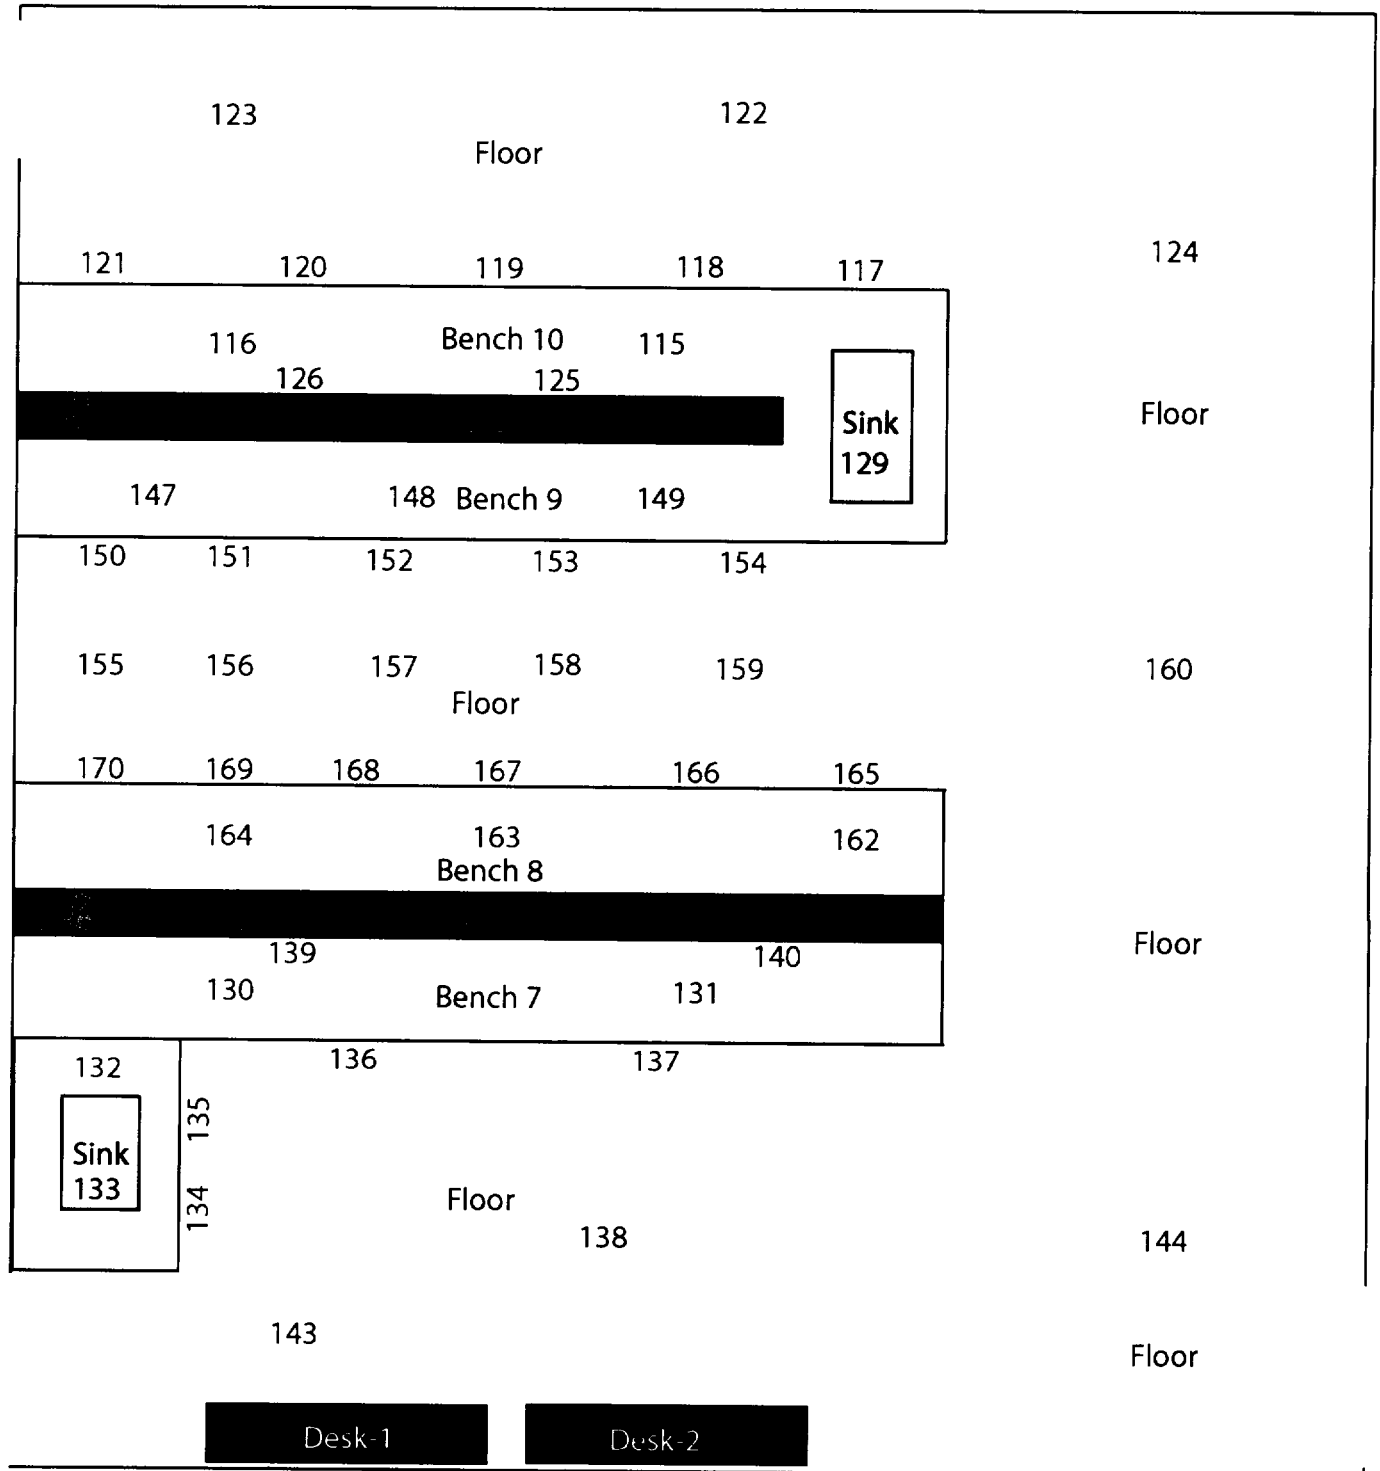 123 122
Floor
124
121 120 119 118 117
116 Bench 10 115
126 125
Sink Floor
129
147 148 Bench 9 149
150 151 152 153 154
155 156 157 158 159 160
Floor
170 169 168 167 166 165
164 163 162
Bench 8
139 140 Floor
130 Bench 7 131
132 136 137
135
Sink
133
134
Floor
138 144
143
Floor
Desk-1 Desk-2